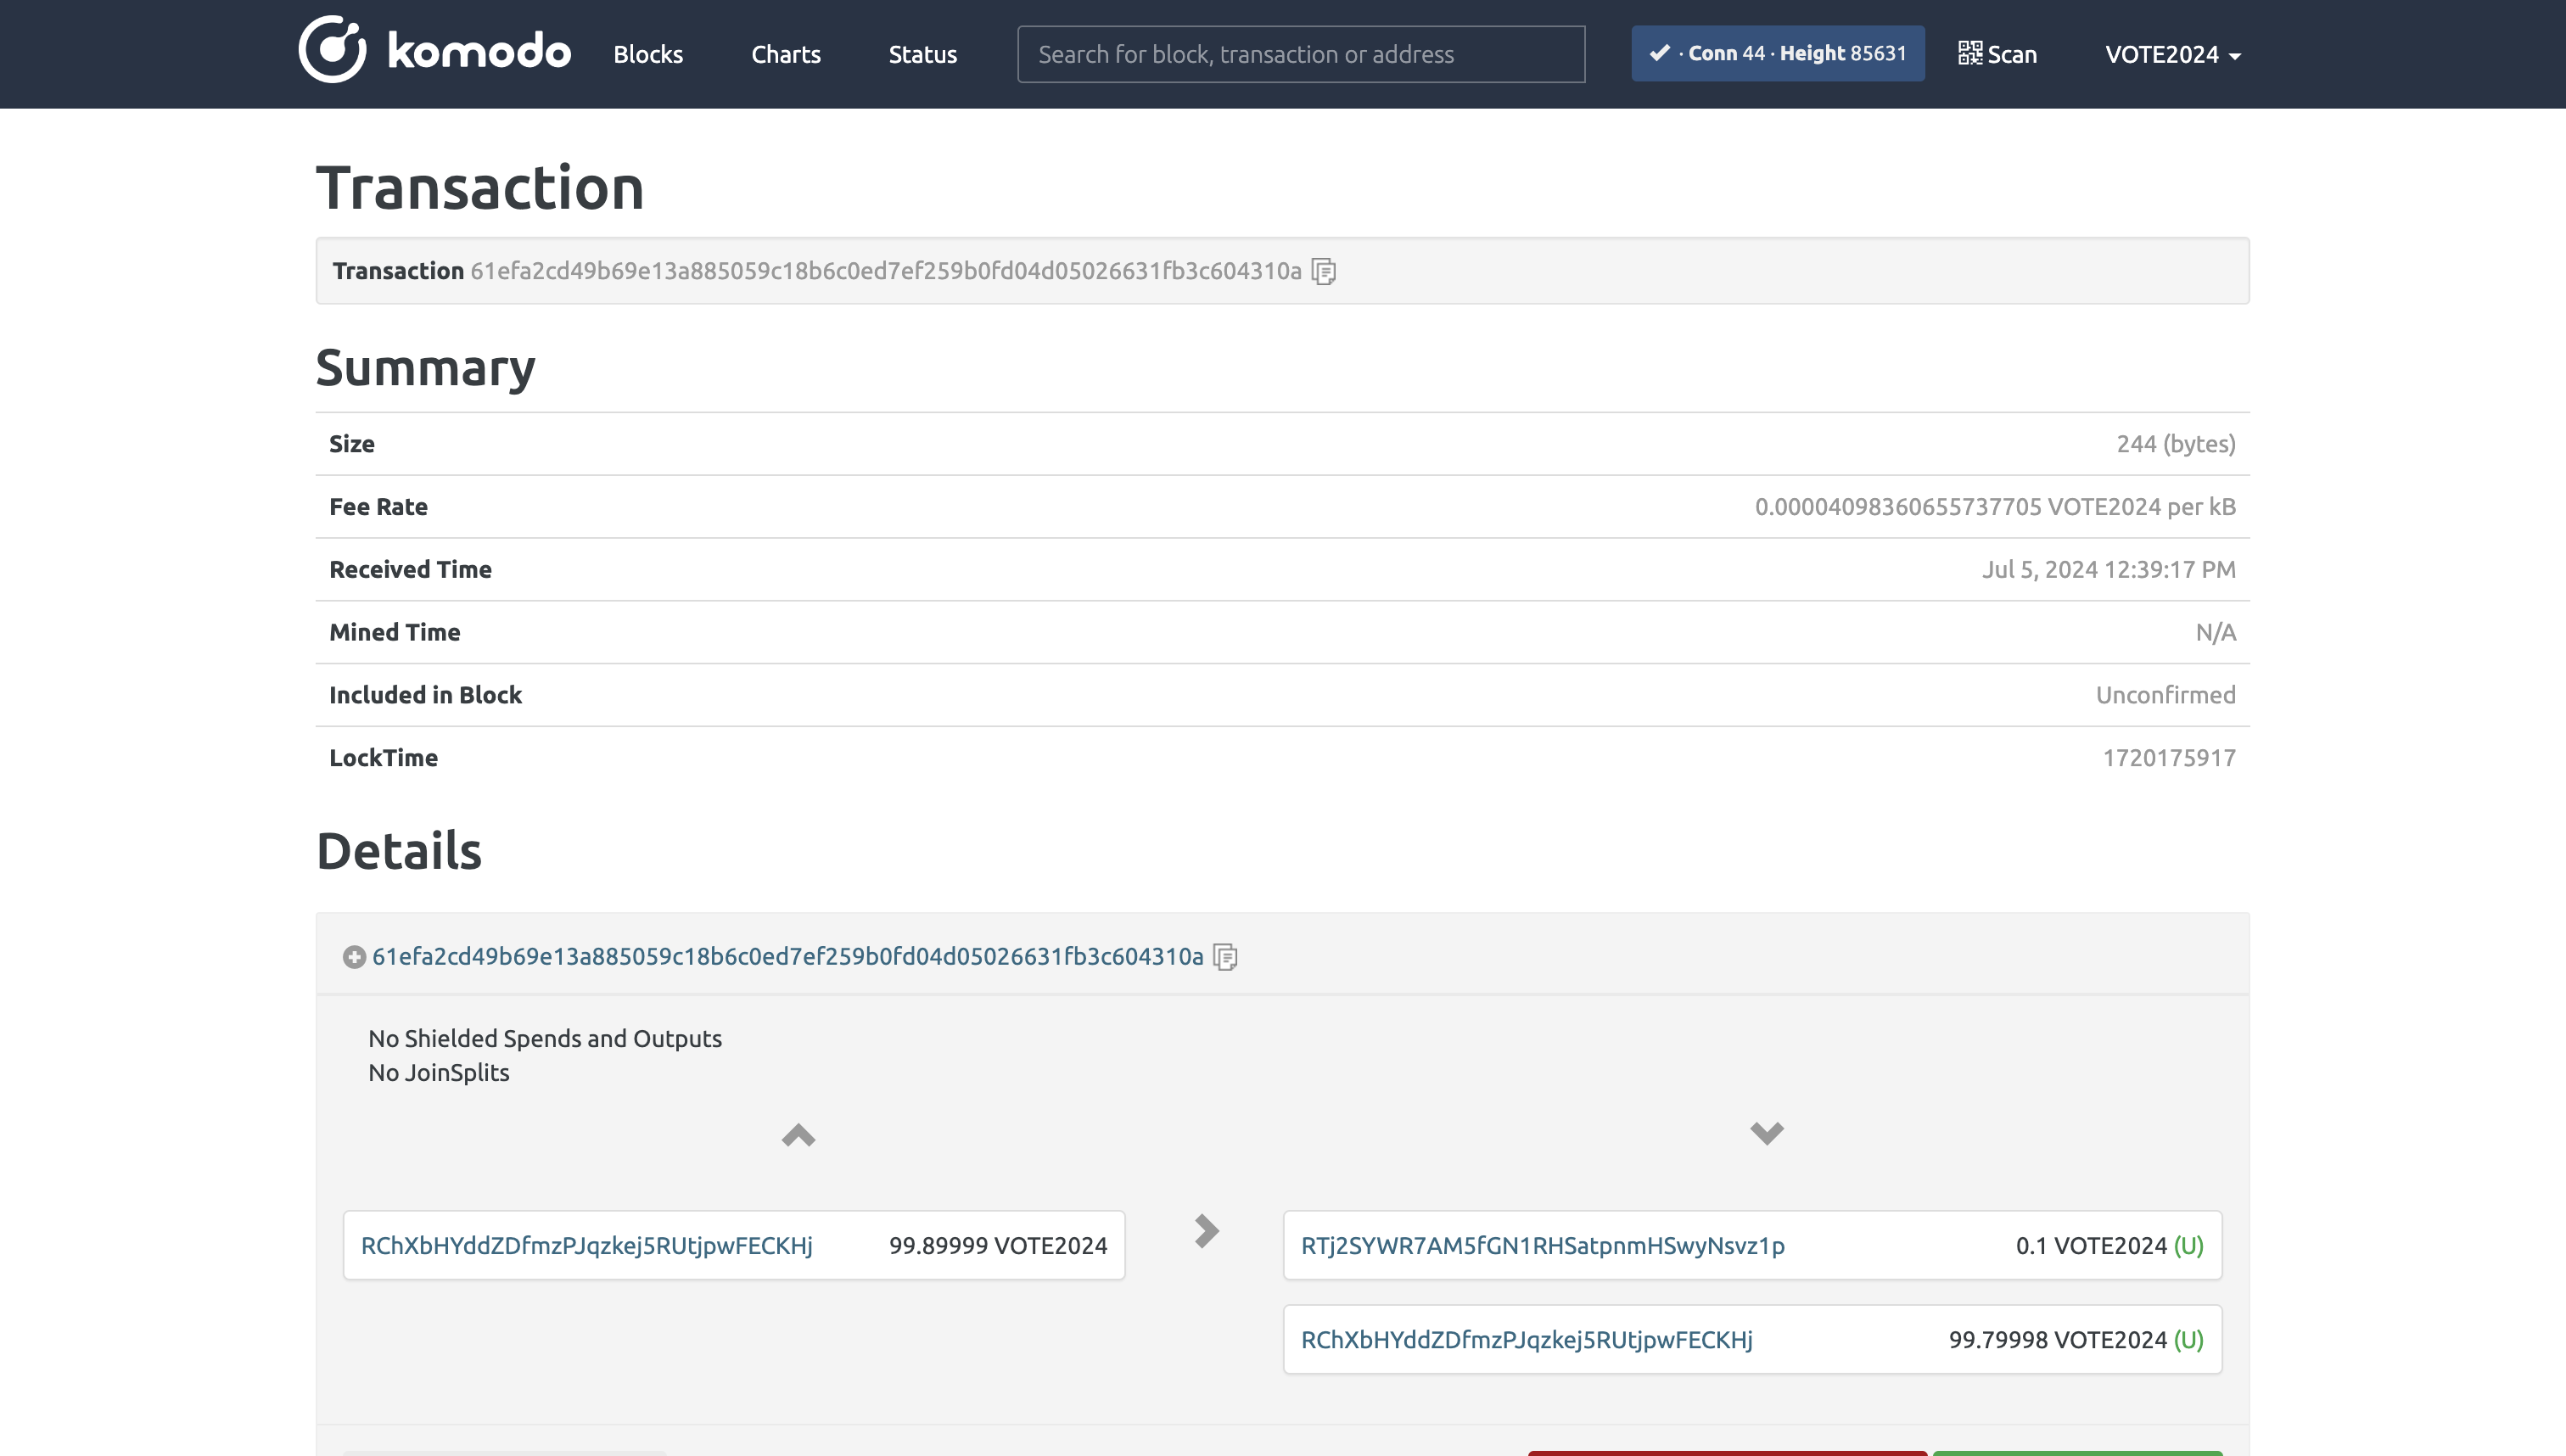 komodo Blocks Charts Status Search for block, transaction or address · Conn 44 · Height 85631 Scan VOTE2024
Transaction
Transaction 61efa2cd49b69e13a885059c18b6c0ed7ef259b0fd04d05026631fb3c604310a
Summary
Size 244 (bytes)
Fee Rate 0.00004098360655737705 VOTE2024 per kB
Received Time Jul 5, 2024 12:39:17 PM
Mined Time N/A
Included in Block Unconfirmed
LockTime 1720175917
Details
61efa2cd49b69e13a885059c18b6c0ed7ef259b0fd04d05026631fb3c604310a
No Shielded Spends and Outputs
No JoinSplits
RChXbHYddZDfmzPJqzkej5RUtjpwFECKHj 99.89999 VOTE2024
RTj2SYWR7AM5fGN1RHSatpnmHSwyNsvz1p 0.1 VOTE2024 (U)
RChXbHYddZDfmzPJqzkej5RUtjpwFECKHj 99.79998 VOTE2024 (U)